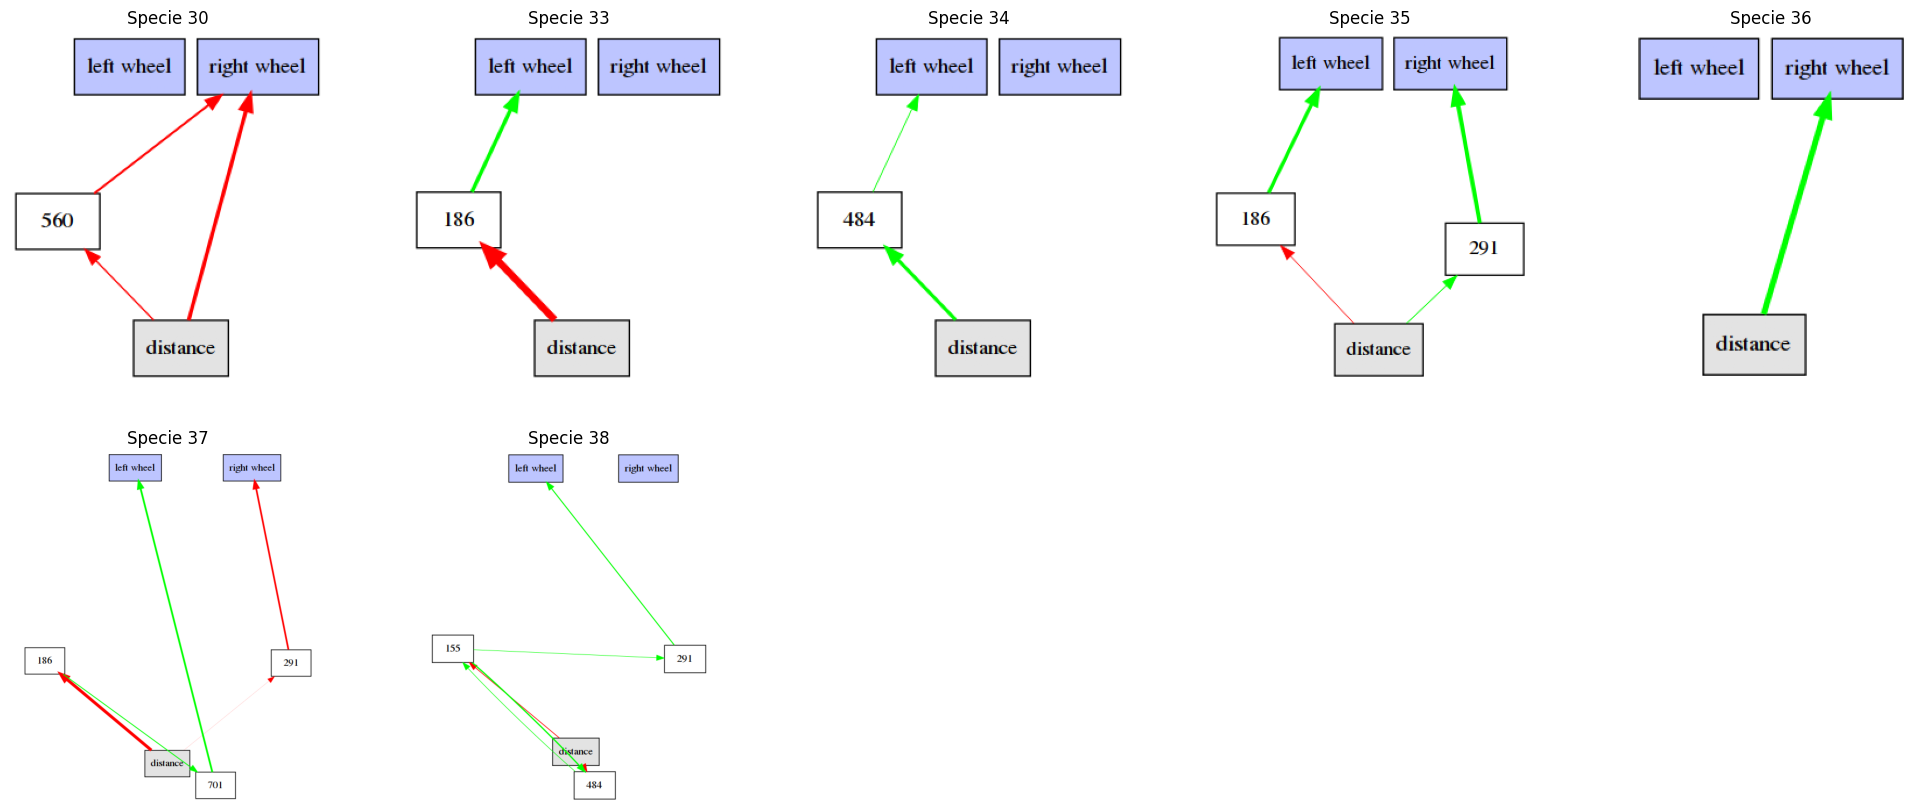 Specie 30
left wheel
right wheel
560
distance
Specie 33
left wheel
right wheel
186
distance
Specie 34
left wheel
right wheel
484
distance
Specie 35
left wheel
right wheel
186
291
distance
Specie 36
left wheel
right wheel
distance
Specie 37
left wheel
right wheel
186
291
distance
701
Specie 38
left wheel
right wheel
155
291
distance
484